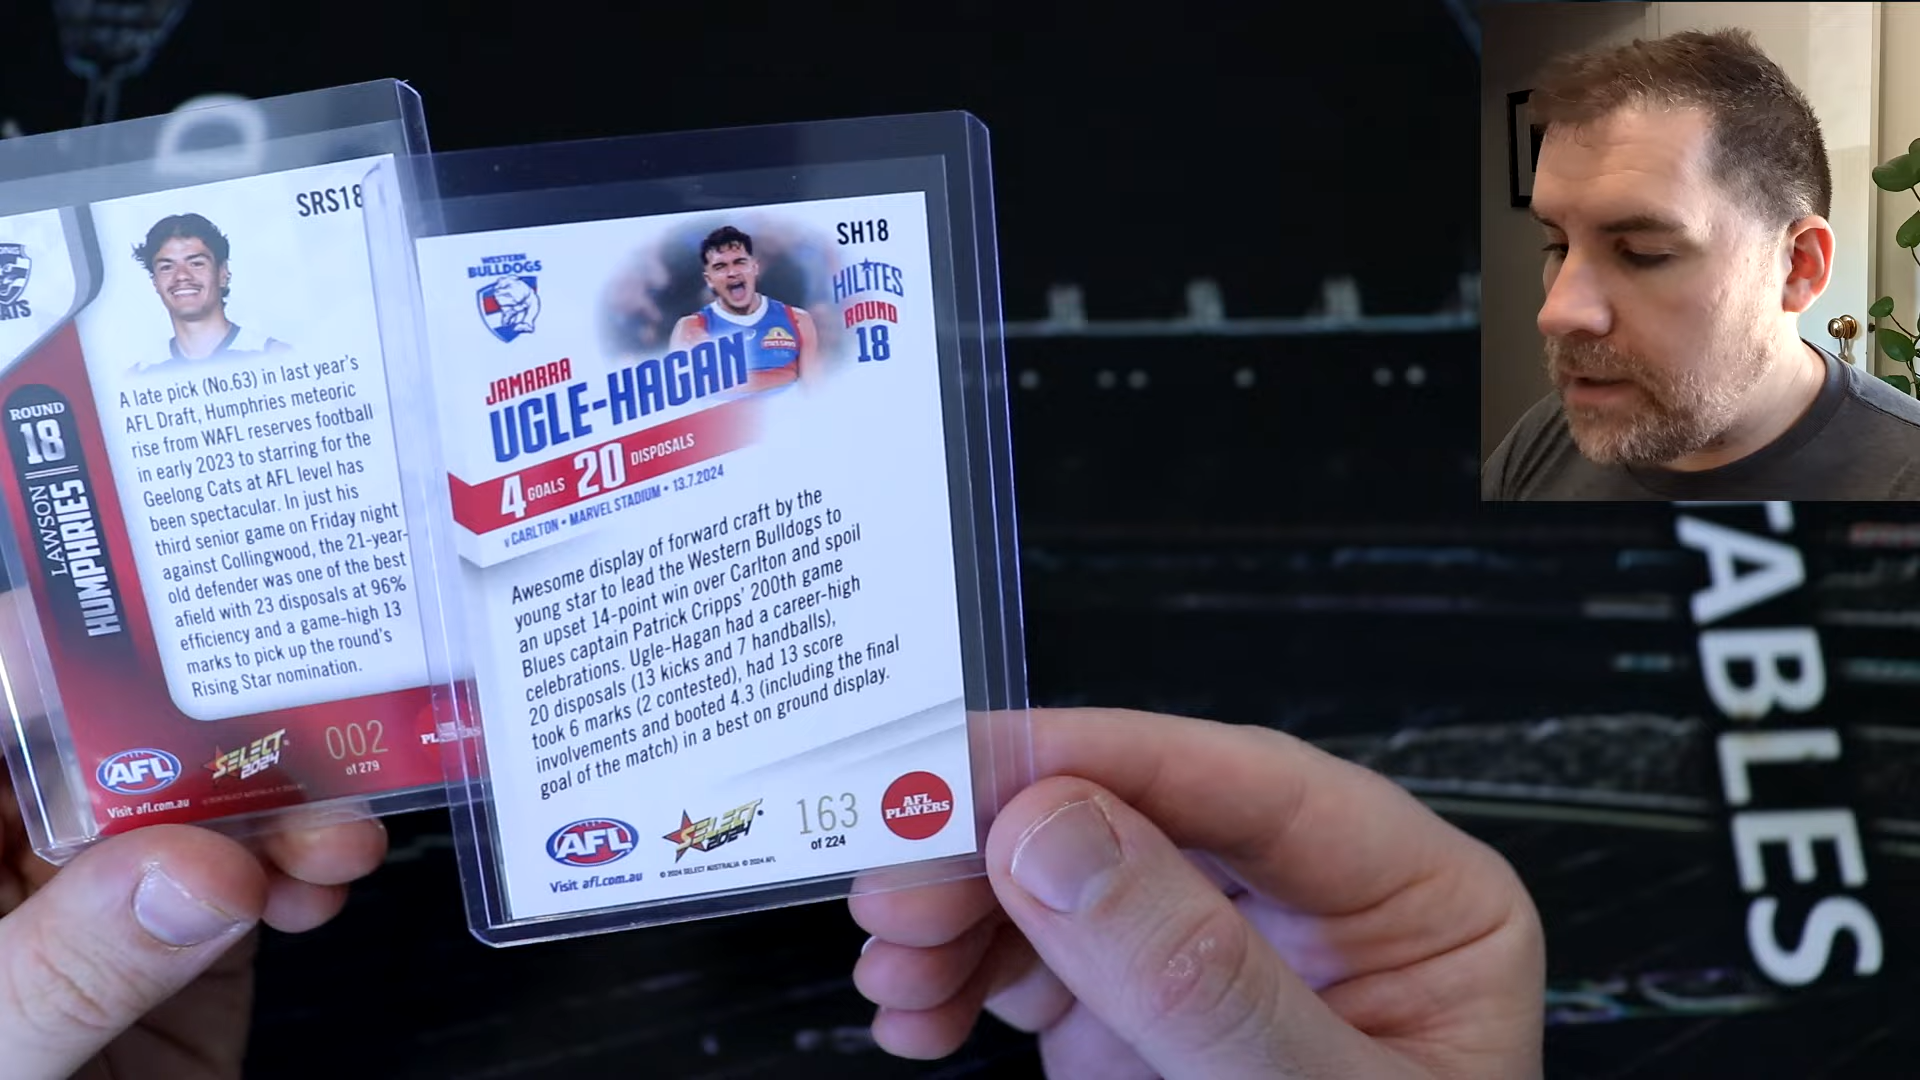 SRS18
ROUND
18
LAWSON
HUMPHRIES
A late pick (No.63) in last year's
AFL Draft, Humphries meteoric
rise from WAFL reserves football
in early 2023 to starring for the
Geelong Cats at AFL level has
been spectacular. In just his
third senior game on Friday night
against Collingwood, the 21-year-
old defender was one of the best
afield with 23 disposals at 96%
efficiency and a game-high 13
marks to pick up the round's
Rising Star nomination.
AFL
SELECT
2024
002
of 279
Visit afl.com.au
SH18
WESTERN
BULLDOGS
HILITES
ROUND
18
JAMARRA
UGLE-HAGAN
4 GOALS 20 DISPOSALS
v CARLTON • MARVEL STADIUM • 13.7.2024
Awesome display of forward craft by the
young star to lead the Western Bulldogs to
an upset 14-point win over Carlton and spoil
Blues captain Patrick Cripps' 200th game
celebrations. Ugle-Hagan had a career-high
20 disposals (13 kicks and 7 handballs),
took 6 marks (2 contested), had 13 score
involvements and booted 4.3 (including the final
goal of the match) in a best on ground display.
AFL
SELECT
2024
163
of 224
AFL
PLAYERS
Visit afl.com.au
© 2024 SELECT AUSTRALIA © 2024 AFL
TABLES